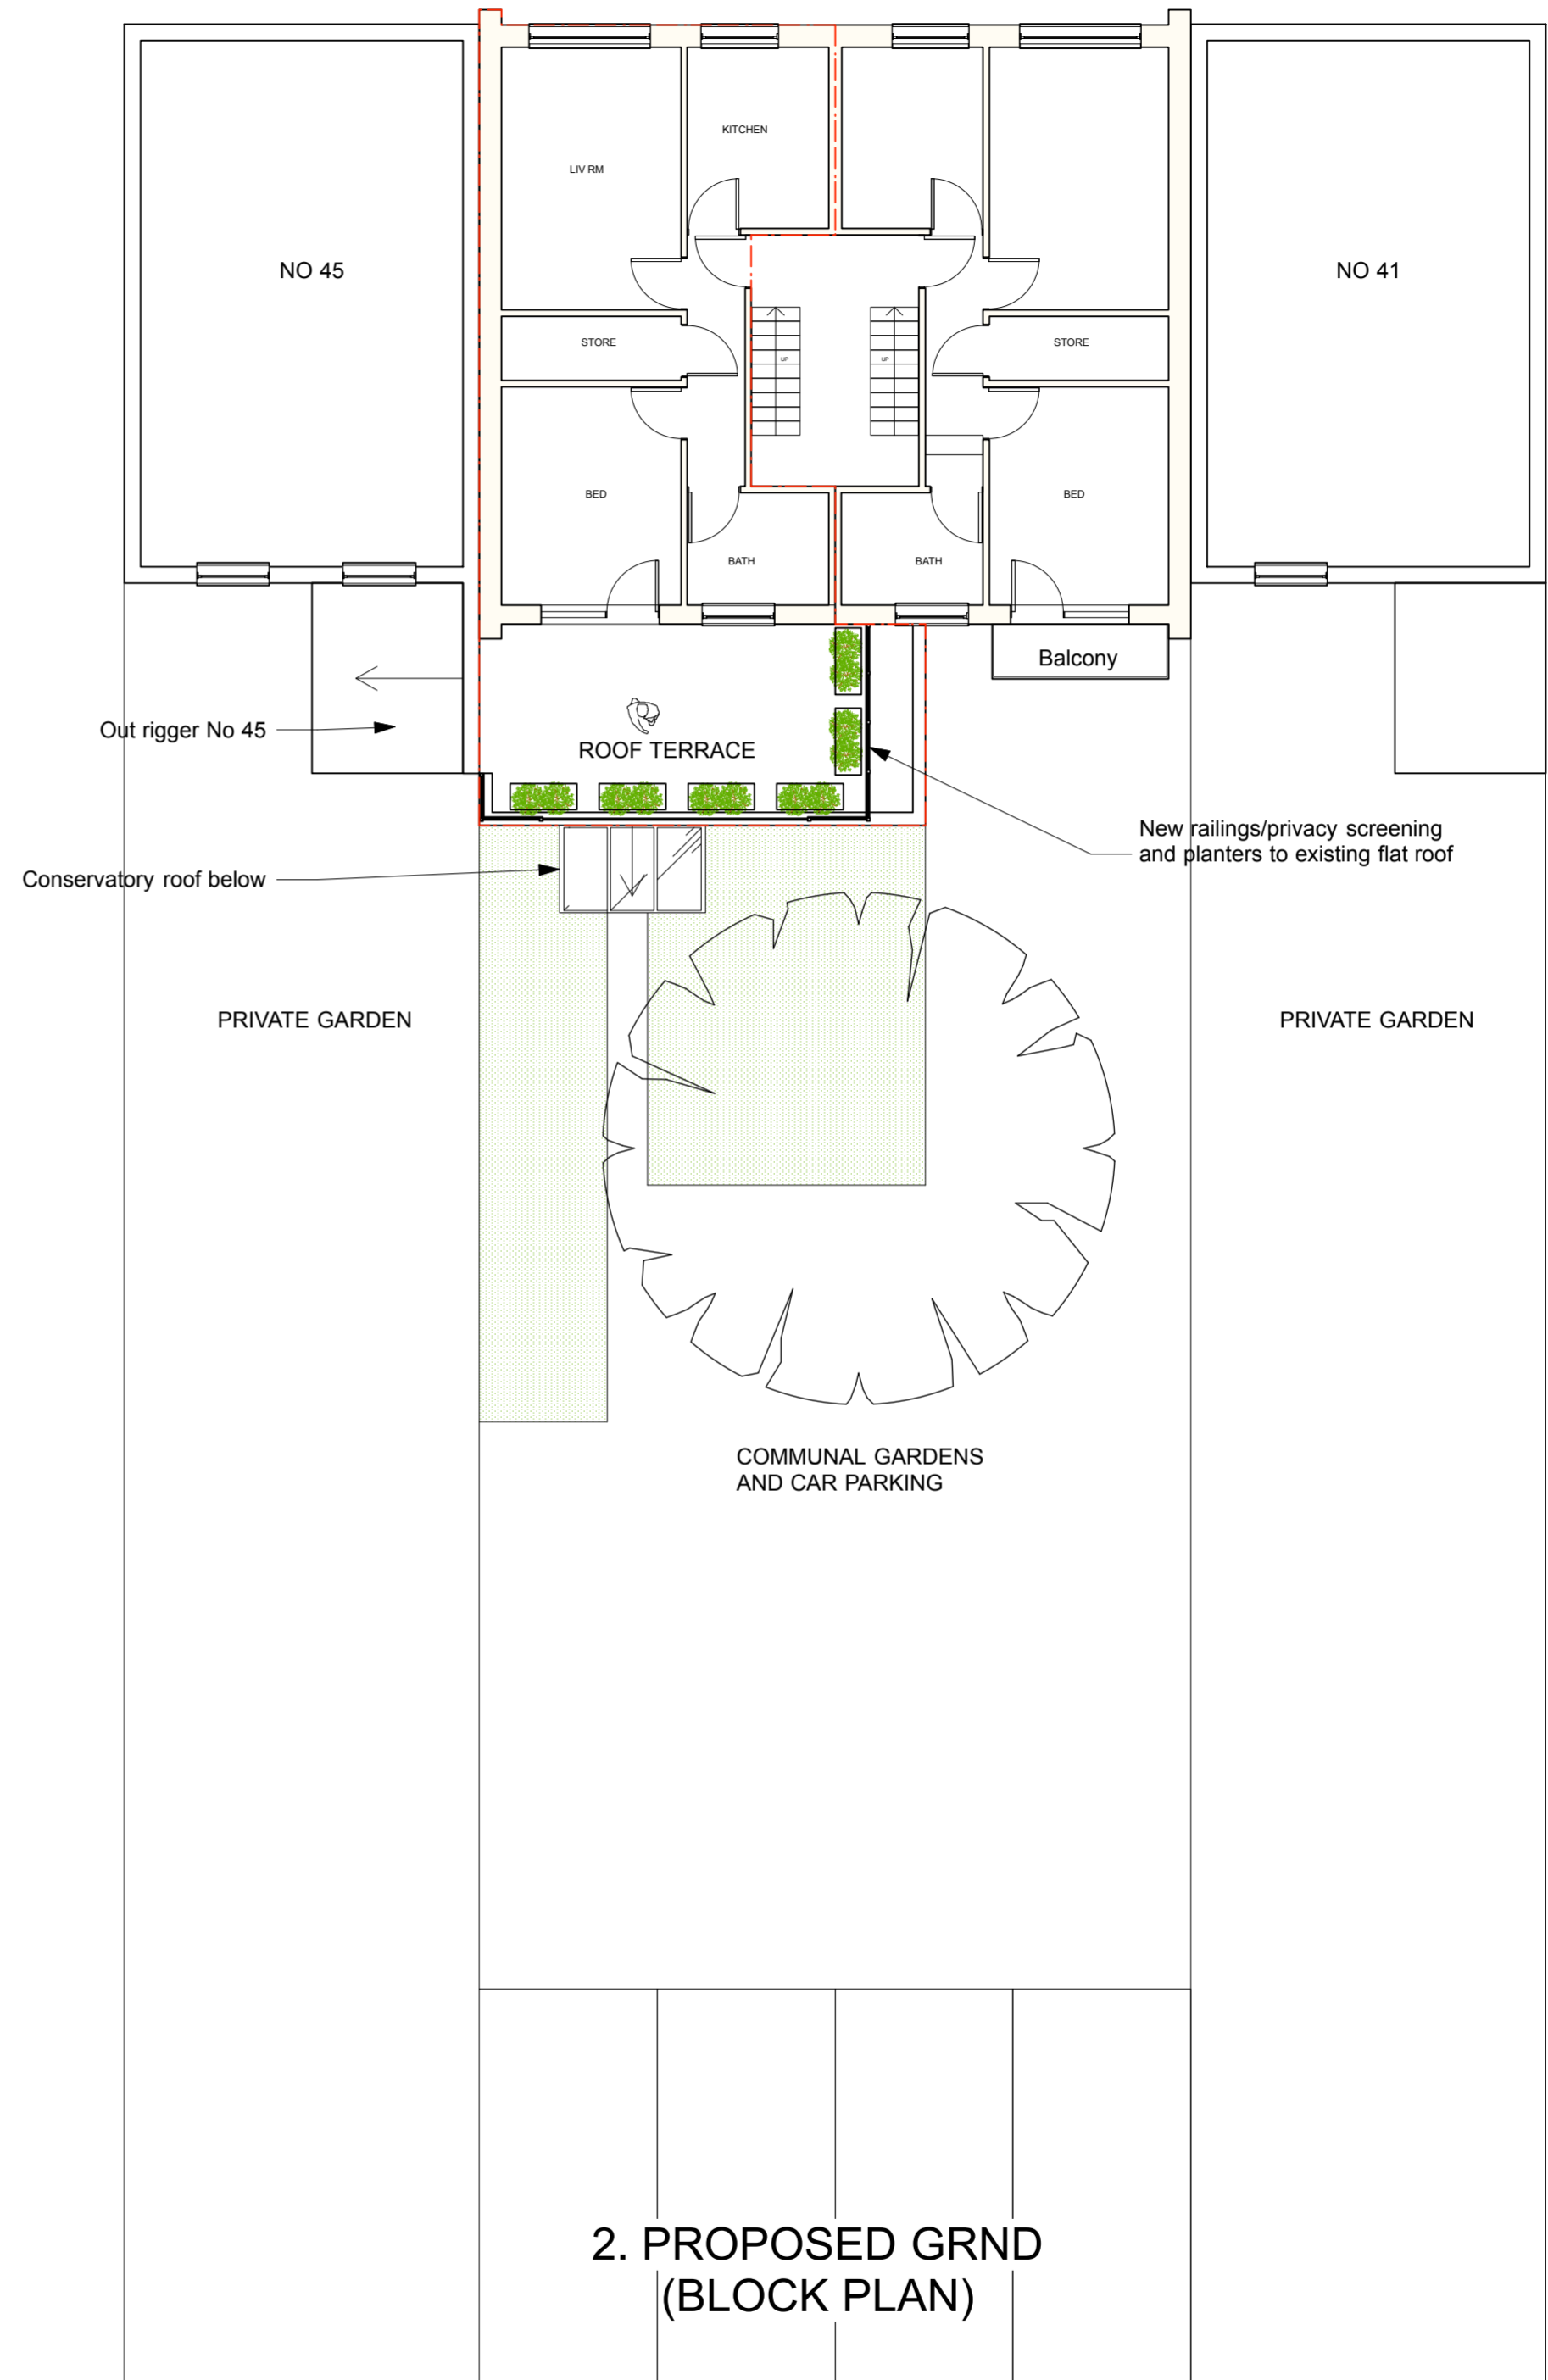 KITCHEN
LIV RM
NO 45
NO 41
STORE
STORE
UP
UP
BED
BED
BATH
BATH
Balcony
Out rigger No 45
ROOF TERRACE
New railings/privacy screening
and planters to existing flat roof
Conservatory roof below
PRIVATE GARDEN
PRIVATE GARDEN
COMMUNAL GARDENS
AND CAR PARKING
2. PROPOSED GRND
(BLOCK PLAN)